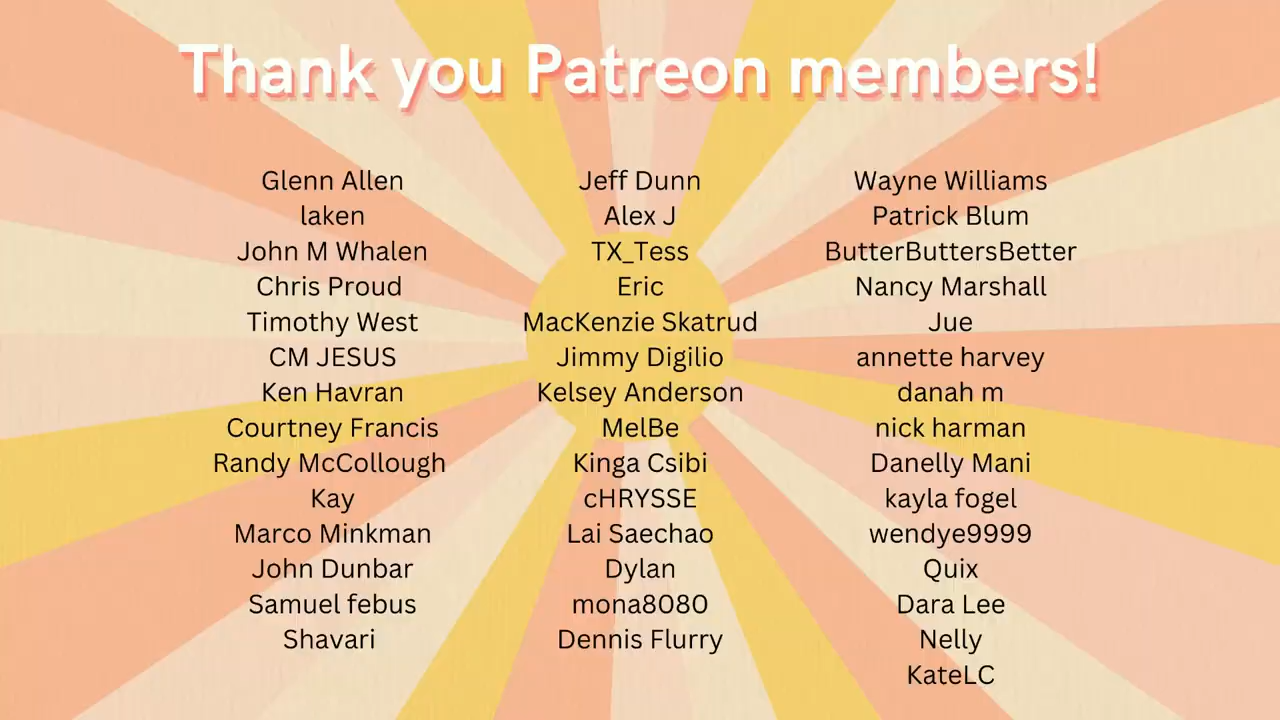 Thank you Patreon members!
Glenn Allen
laken
John M Whalen
Chris Proud
Timothy West
CM JESUS
Ken Havran
Courtney Francis
Randy McCollough
Kay
Marco Minkman
John Dunbar
Samuel febus
Shavari
Jeff Dunn
Alex J
TX_Tess
Eric
MacKenzie Skatrud
Jimmy Digilio
Kelsey Anderson
MelBe
Kinga Csibi
cHRYSSE
Lai Saechao
Dylan
mona8080
Dennis Flurry
Wayne Williams
Patrick Blum
ButterButtersBetter
Nancy Marshall
Jue
annette harvey
danah m
nick harman
Danelly Mani
kayla fogel
wendye9999
Quix
Dara Lee
Nelly
KateLC